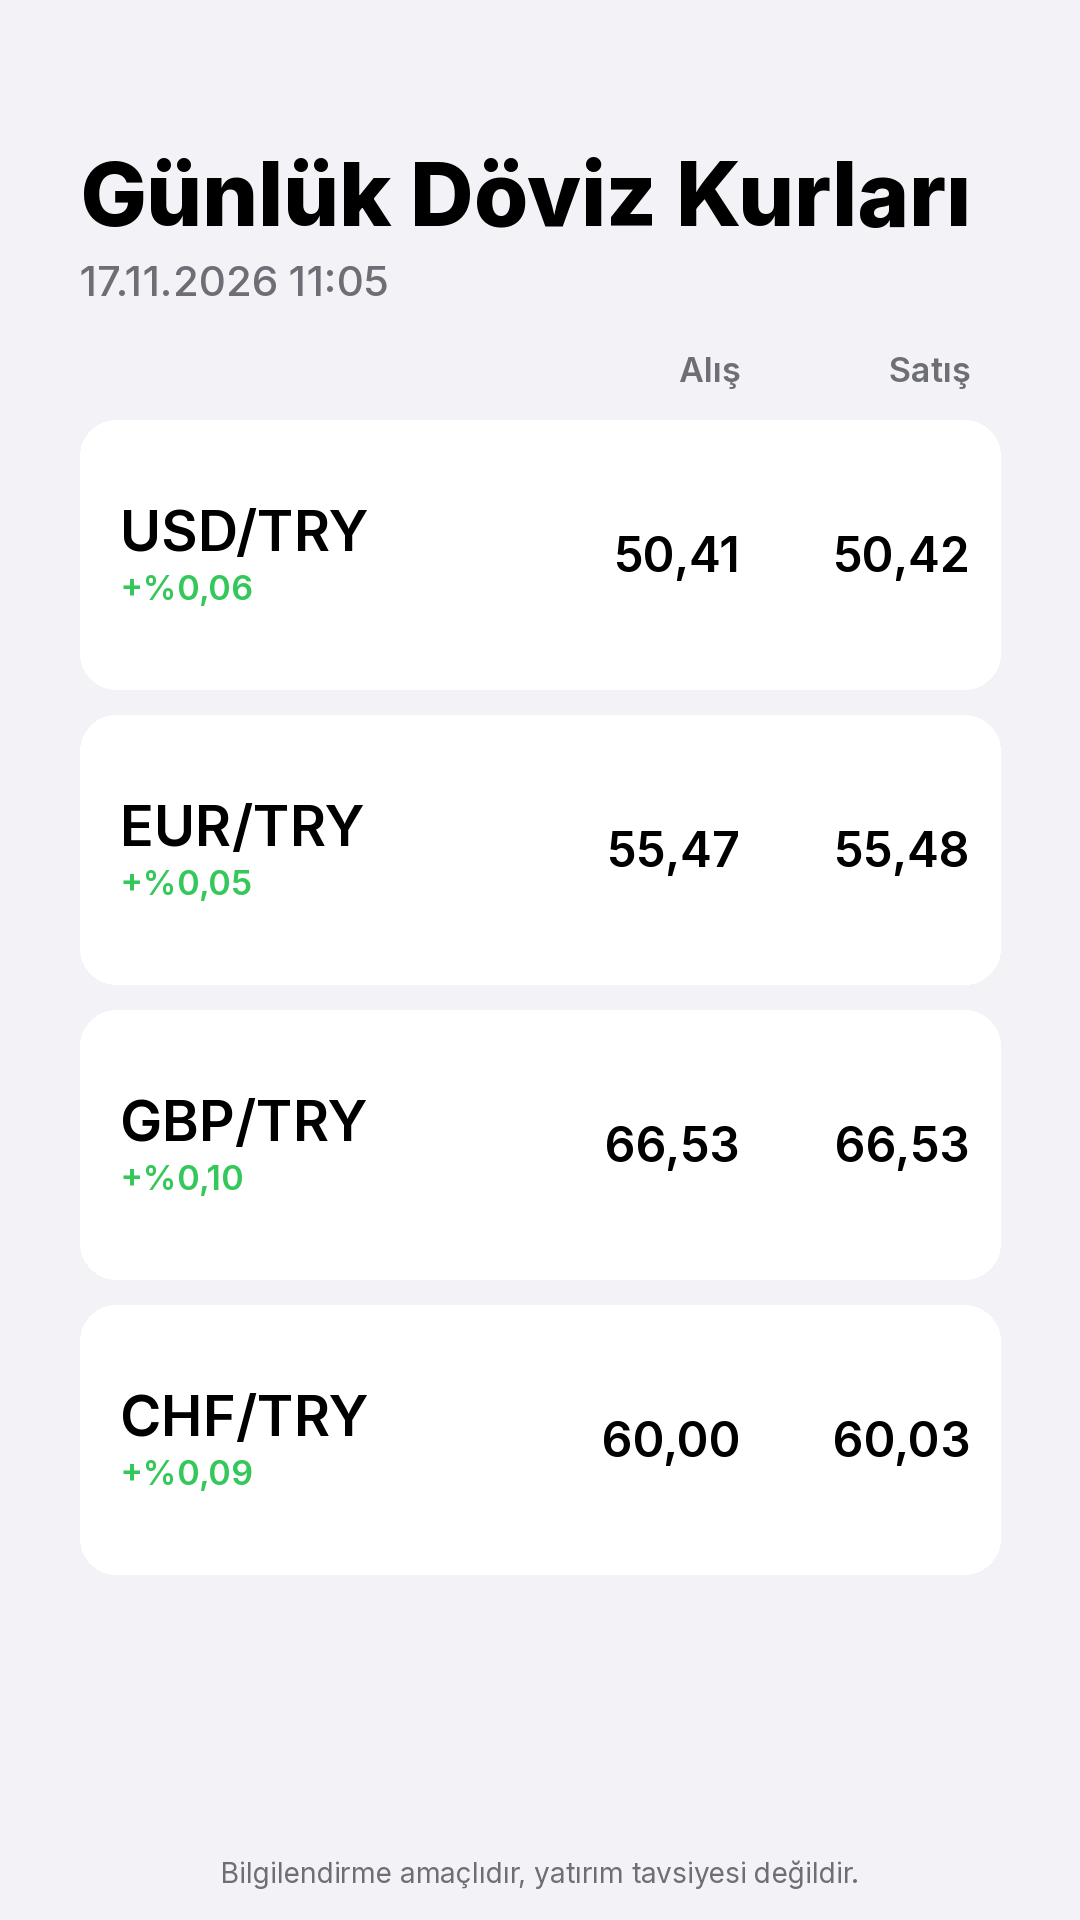 Günlük Döviz Kurları
17.11.2026 11:05
Alış Satış
USD/TRY
50,41 50,42
+%0,06
EUR/TRY
55,47 55,48
+%0,05
GBP/TRY
66,53 66,53
+%0,10
CHF/TRY
60,00 60,03
+%0,09
Bilgilendirme amaçlıdır, yatırım tavsiyesi değildir.